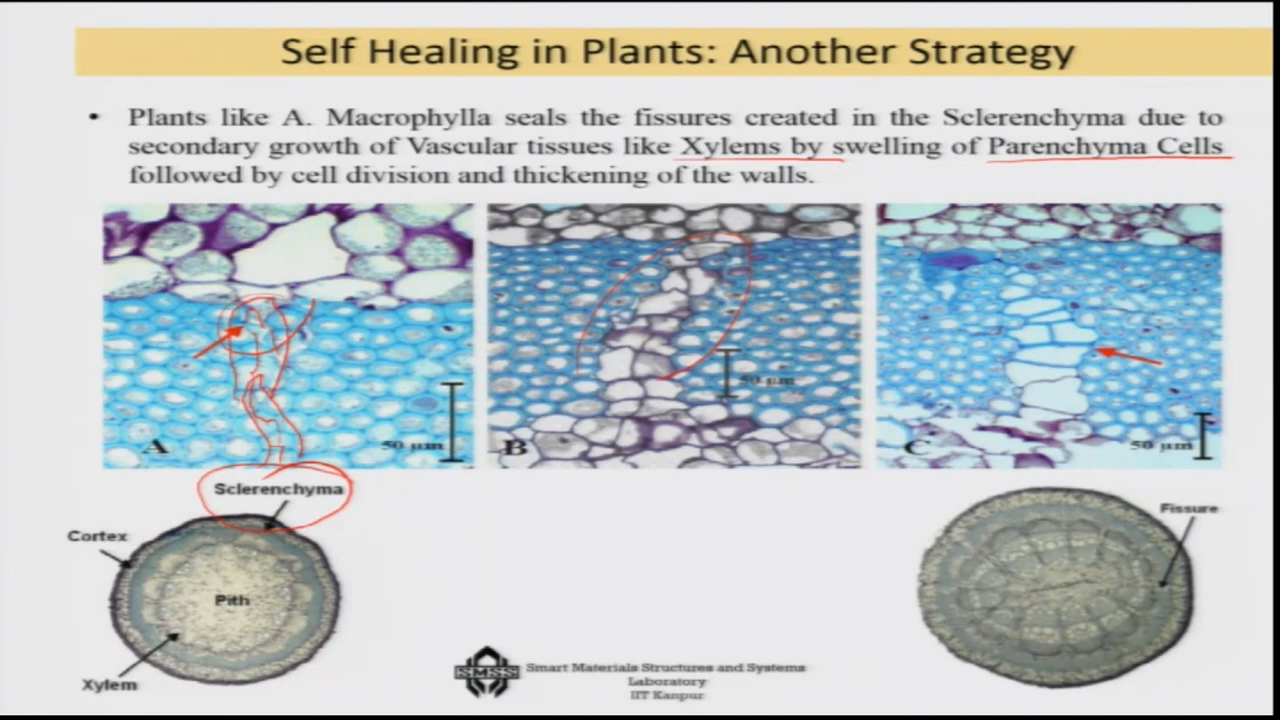 Self Healing in Plants: Another Strategy
• Plants like A. Macrophylla seals the fissures created in the Sclerenchyma due to
secondary growth of Vascular tissues like Xylems by swelling of Parenchyma Cells
followed by cell division and thickening of the walls.
A
50 μm
B
50 μm
C
50 μm
Sclerenchyma
Cortex
Pith
Xylem
Fissure
SMSS
Smart Materials Structures and Systems
Laboratory
IIT Kanpur